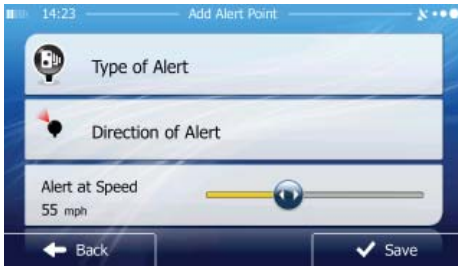 14:23 Add Alert Point
Type of Alert
Direction of Alert
Alert at Speed
55 mph
Back Save